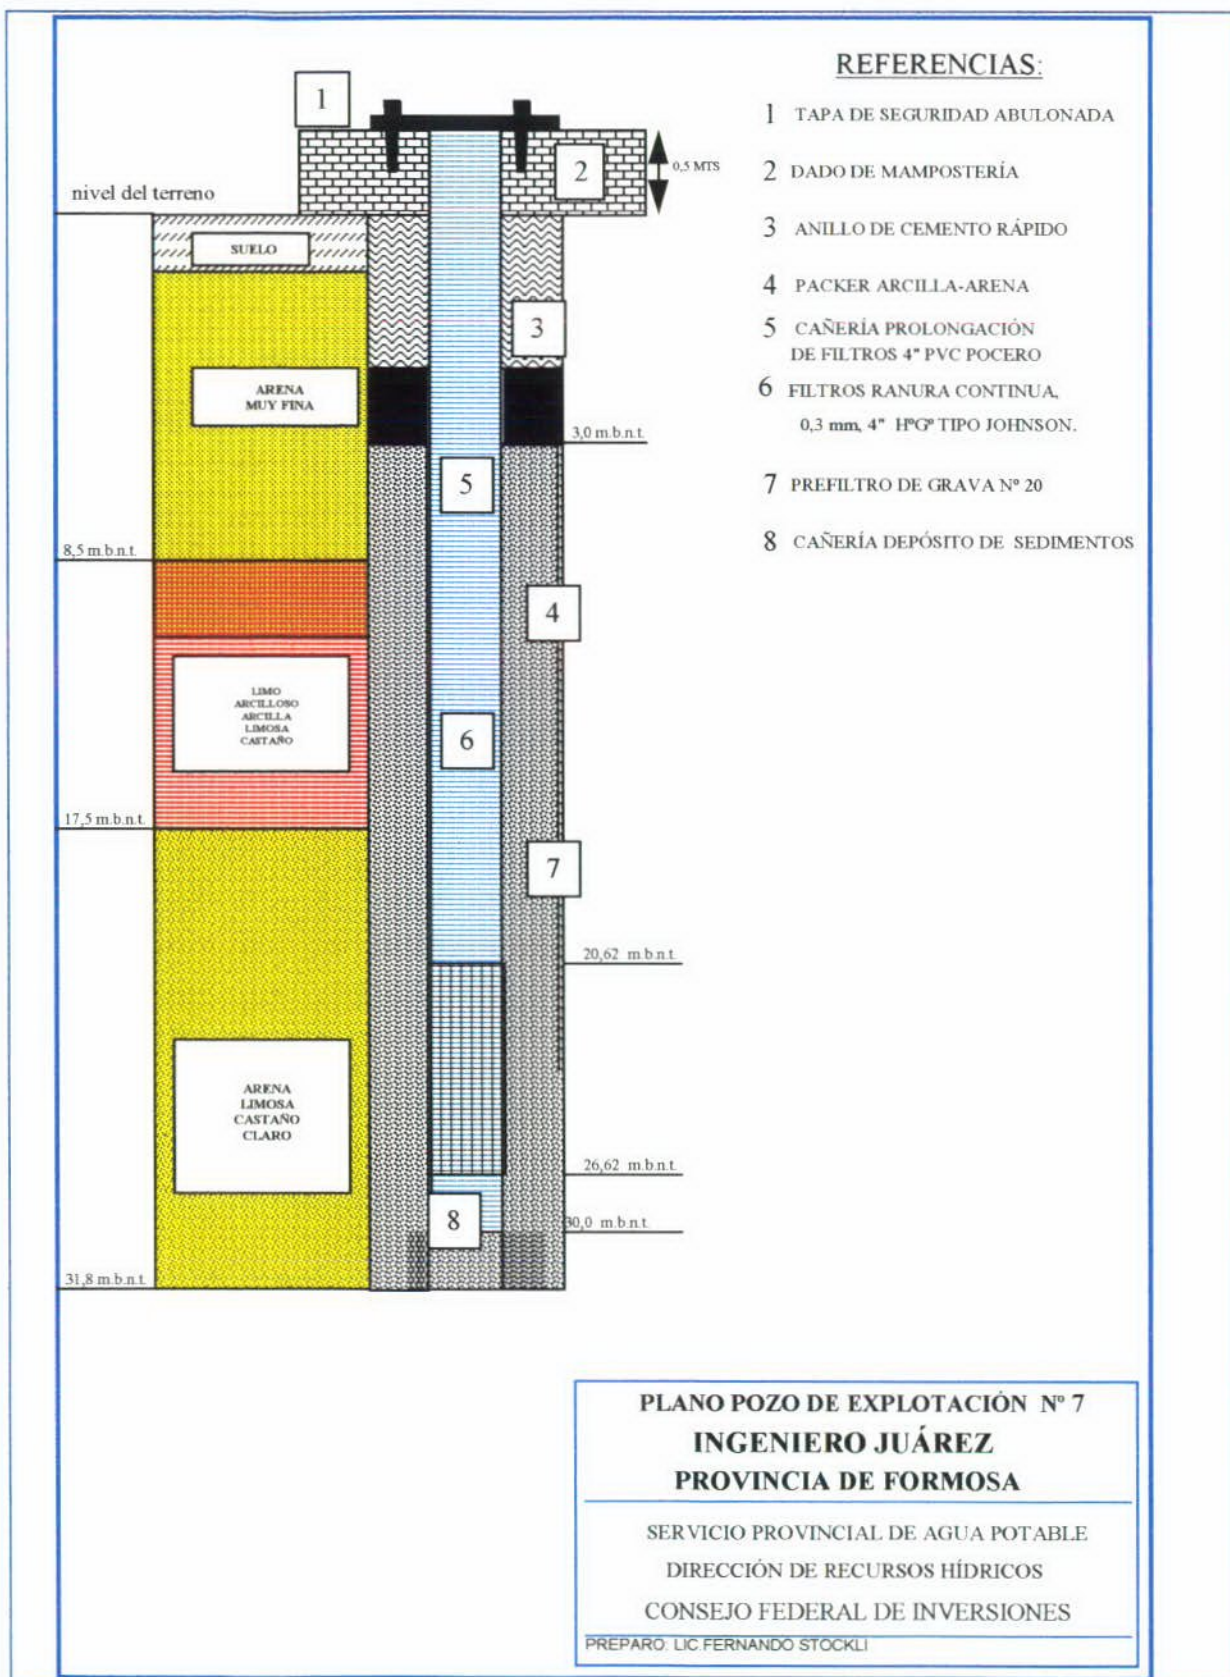 REFERENCIAS:
1 TAPA DE SEGURIDAD ABULONADA
2 DADO DE MAMPOSTERÍA
3 ANILLO DE CEMENTO RÁPIDO
4 PACKER ARCILLA-ARENA
5 CAÑERÍA PROLONGACIÓN
DE FILTROS 4" PVC POCERO
6 FILTROS RANURA CONTINUA,
0,3 mm, 4" HºGº TIPO JOHNSON.
7 PREFILTRO DE GRAVA Nº 20
8 CAÑERÍA DEPÓSITO DE SEDIMENTOS
1
2
0,5 MTS
nivel del terreno
SUELO
3
ARENA
MUY FINA
3,0 m.b.n.t.
5
8,5 m.b.n.t.
4
LIMO
ARCILLOSO
ARCILLA
LIMOSA
CASTAÑO
6
17,5 m.b.n.t.
7
20,62 m.b.n.t.
ARENA
LIMOSA
CASTAÑO
CLARO
26,62 m.b.n.t.
8
30,0 m.b.n.t.
31,8 m.b.n.t.
PLANO POZO DE EXPLOTACIÓN Nº 7
INGENIERO JUÁREZ
PROVINCIA DE FORMOSA
SERVICIO PROVINCIAL DE AGUA POTABLE
DIRECCIÓN DE RECURSOS HÍDRICOS
CONSEJO FEDERAL DE INVERSIONES
PREPARO: LIC.FERNANDO STOCKLI